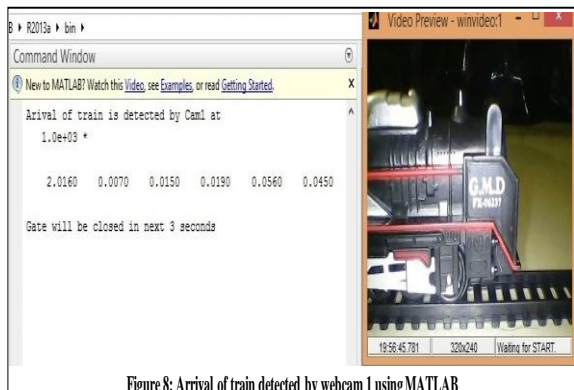 B ▸ R2013a ▸ bin ▸
Command Window
New to MATLAB? Watch this Video, see Examples, or read Getting Started.
Arival of train is detected by Cam1 at
1.0e+03 *
2.0160 0.0070 0.0150 0.0190 0.0560 0.0450
Gate will be closed in next 3 seconds
Video Preview - winvideo:1
G.M.D
FX-06237
19:56:45.781 320x240 Waiting for START.
Figure 8: Arrival of train detected by webcam 1 using MATLAB